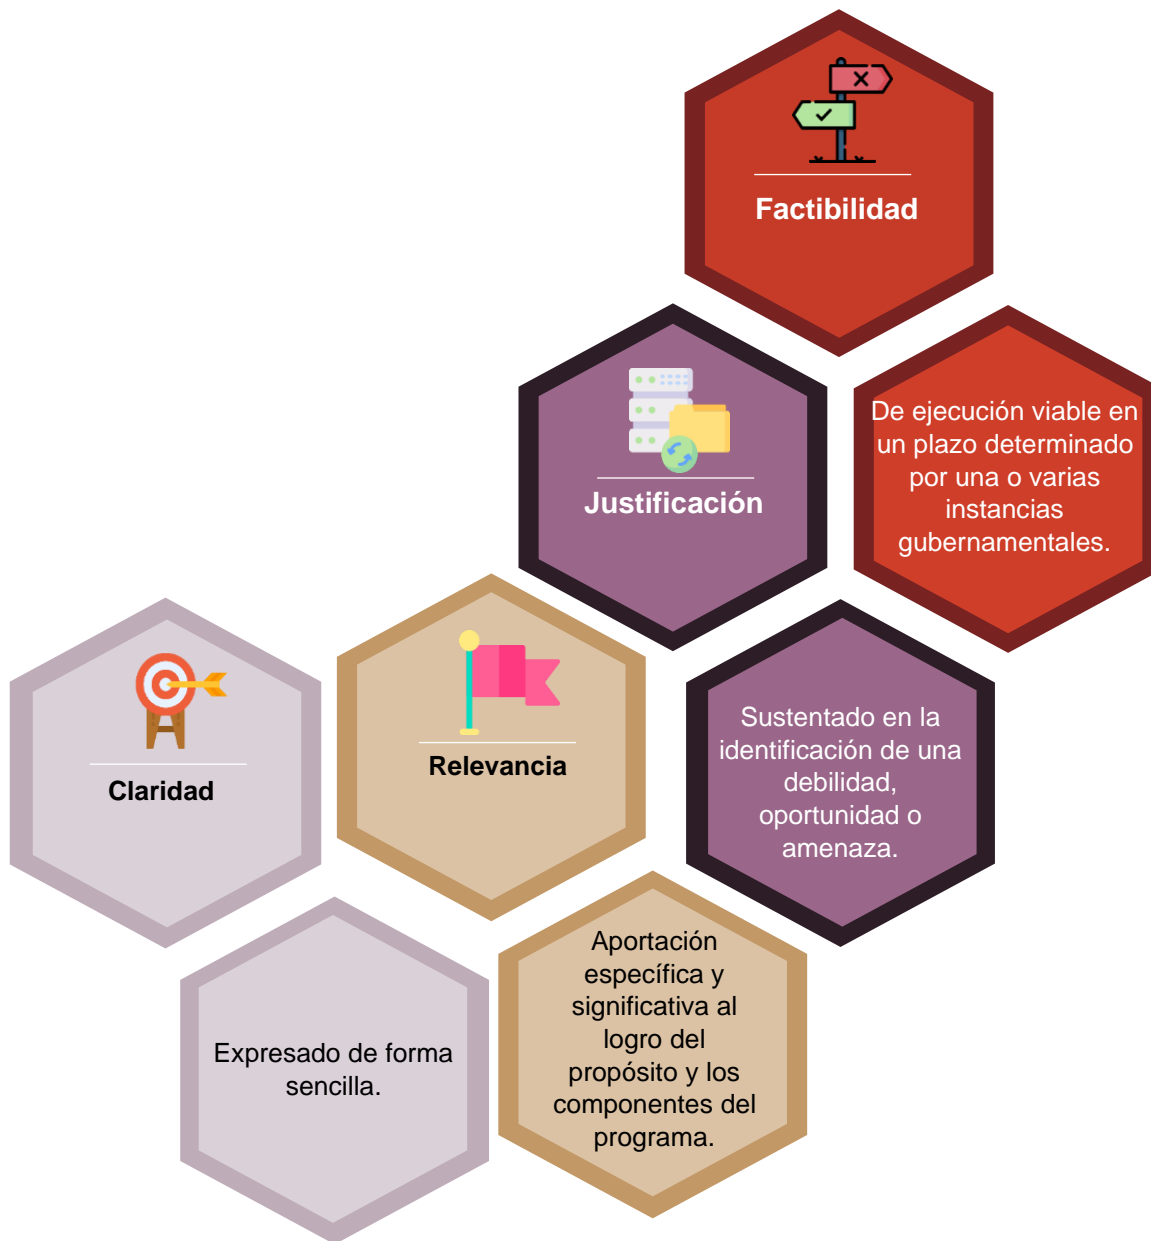 Factibilidad
De ejecución viable en
un plazo determinado
por una o varias
instancias
gubernamentales.
Justificación
Sustentado en la
identificación de una
debilidad,
oportunidad o
amenaza.
Relevancia
Aportación
específica y
significativa al
logro del
propósito y los
componentes del
programa.
Claridad
Expresado de forma
sencilla.